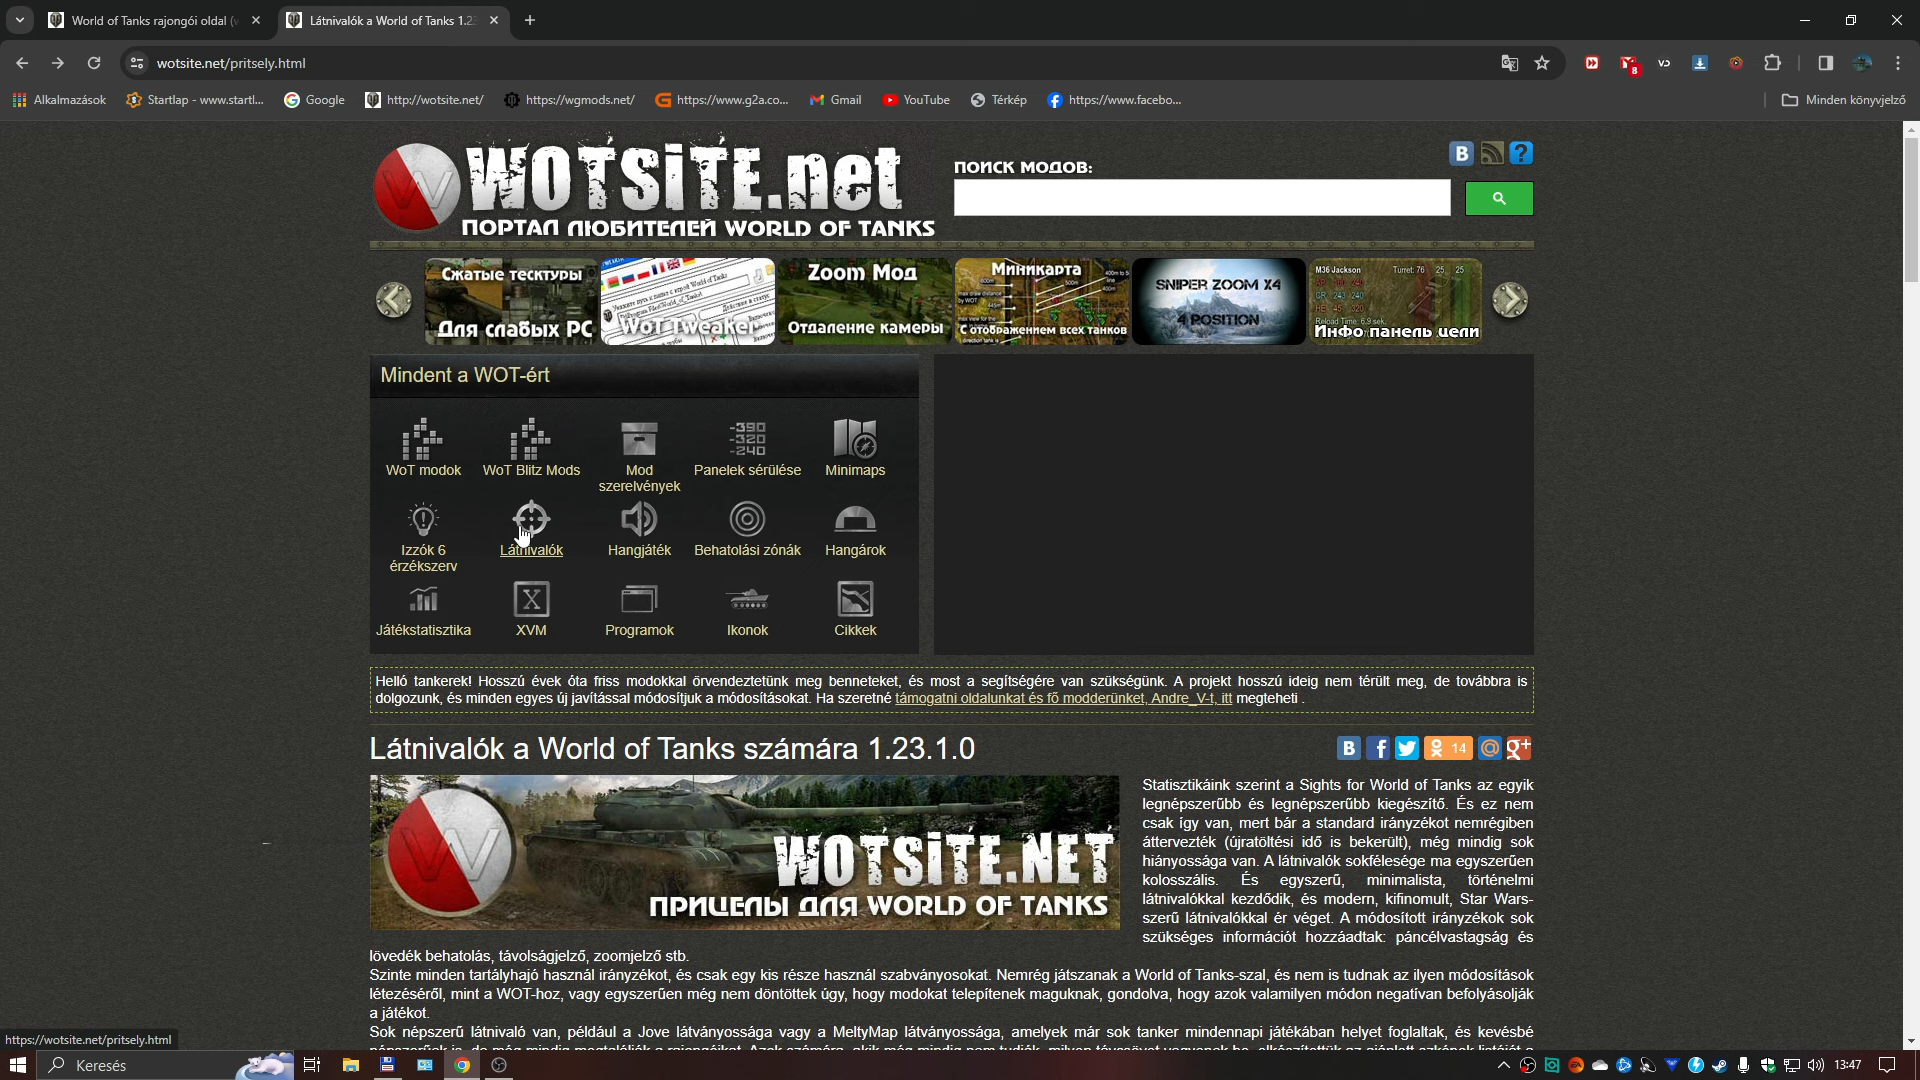 World of Tanks rajongói oldal (
Látnivalók a World of Tanks 1.2
wotsite.net/pritsely.html
8
Alkalmazások
Startlap - www.startl...
Google
http://wotsite.net/
https://wgmods.net/
https://www.g2a.co...
Gmail
YouTube
Térkép
https://www.facebo...
Minden könyvjelző
WOTSiTE.net
ПОРТАЛ ЛЮБИТЕЛЕЙ WORLD OF TANKS
ПОИСК МОДОВ:
Сжатые тесктуры
Для слабых PC
WoT Tweaker
Zoom Мод
Отдаление камеры
Миникарта
С отображением всех танков
SNIPER ZOOM X4
4 POSITION
M36 Jackson Turret: 76 25 25
Инфо панель цели
Mindent a WOT-ért
WoT modok
WoT Blitz Mods
Mod
szerelvények
-390
-320
-240
Panelek sérülése
Minimaps
Izzók 6
érzékszerv
Látnivalók
Hangjáték
Behatolási zónák
Hangárok
Játékstatisztika
X
XVM
Programok
Ikonok
Cikkek
Helló tankerek! Hosszú évek óta friss modokkal örvendeztetünk meg benneteket, és most a segítségére van szükségünk. A projekt hosszú ideig nem térült meg, de továbbra is
dolgozunk, és minden egyes új javítással módosítjuk a módosításokat. Ha szeretné támogatni oldalunkat és fő modderünket, Andre_V-t, itt megteheti .
Látnivalók a World of Tanks számára 1.23.1.0
14
WOTSiTE.NET
ПРИЦЕЛЫ ДЛЯ WORLD OF TANKS
Statisztikáink szerint a Sights for World of Tanks az egyik
legnépszerűbb és legnépszerűbb kiegészítő. És ez nem
csak így van, mert bár a standard irányzékot nemrégiben
áttervezték (újratöltési idő is bekerült), még mindig sok
hiányossága van. A látnivalók sokfélesége ma egyszerűen
kolosszális. És egyszerű, minimalista, történelmi
látnivalókkal kezdődik, és modern, kifinomult, Star Wars-
szerű látnivalókkal ér véget. A módosított irányzékok sok
szükséges információt hozzáadtak: páncélvastagság és
lövedék behatolás, távolságjelző, zoomjelző stb.
Szinte minden tartályhajó használ irányzékot, és csak egy kis része használ szabványosokat. Nemrég játszanak a World of Tanks-szal, és nem is tudnak az ilyen módosítások
létezéséről, mint a WOT-hoz, vagy egyszerűen még nem döntöttek úgy, hogy modokat telepítenek maguknak, gondolva, hogy azok valamilyen módon negatívan befolyásolják
a játékot.
Sok népszerű látnivaló van, például a Jove látványossága vagy a MeltyMap látványossága, amelyek már sok tanker mindennapi játékában helyet foglaltak, és kevésbé
https://wotsite.net/pritsely.html
Keresés
13:47